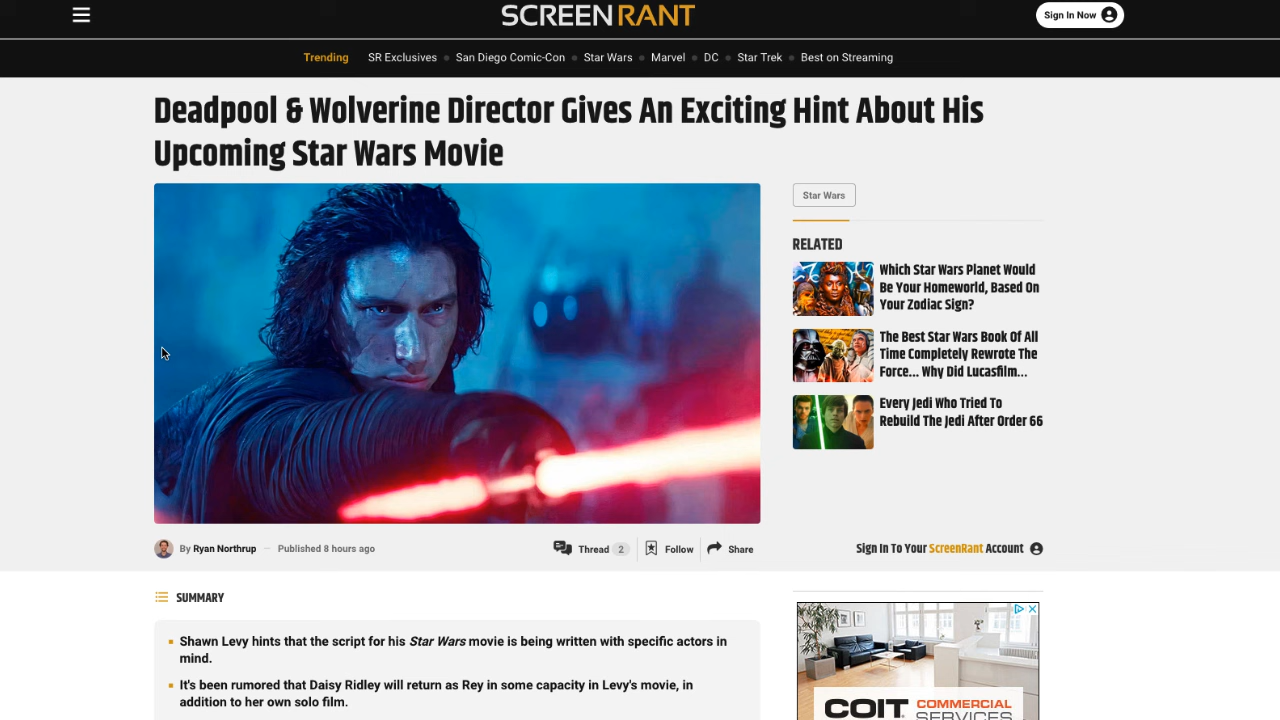 SCREENRANT
Sign In Now
Trending
SR Exclusives
San Diego Comic-Con
Star Wars
Marvel
DC
Star Trek
Best on Streaming
Deadpool & Wolverine Director Gives An Exciting Hint About His
Upcoming Star Wars Movie
Star Wars
RELATED
Which Star Wars Planet Would
Be Your Homeworld, Based On
Your Zodiac Sign?
The Best Star Wars Book Of All
Time Completely Rewrote The
Force... Why Did Lucasfilm...
Every Jedi Who Tried To
Rebuild The Jedi After Order 66
By Ryan Northrup
Published 8 hours ago
Thread 2
Follow
Share
Sign In To Your ScreenRant Account
SUMMARY
Shawn Levy hints that the script for his Star Wars movie is being written with specific actors in
mind.
It's been rumored that Daisy Ridley will return as Rey in some capacity in Levy's movie, in
addition to her own solo film.
COIT COMMERCIAL
SERVICES